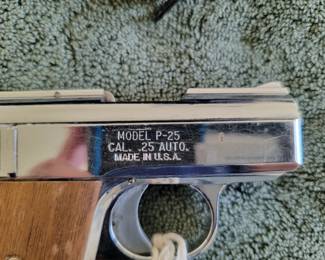 MODEL P-25
CAL. .25 AUTO.
MADE IN U.S.A.